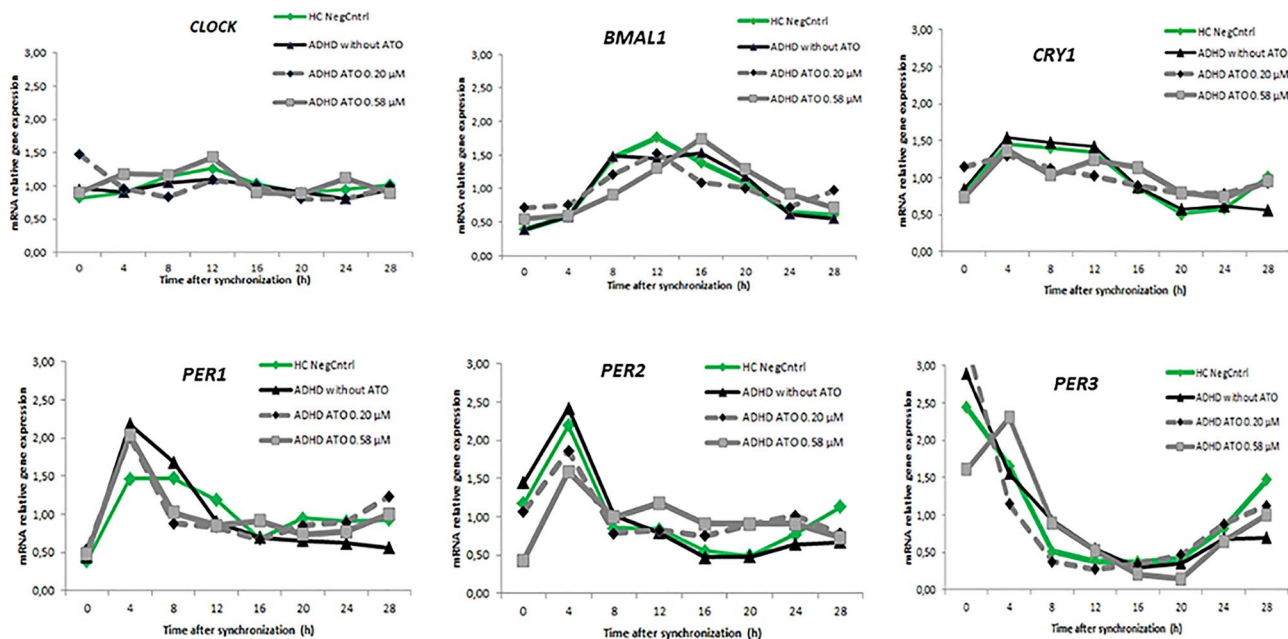 CLOCK
HC NegCntrl
ADHD without ATO
ADHD ATO 0.20 µM
ADHD ATO 0.58 µM
mRNA relative gene expression
3,00
2,50
2,00
1,50
1,00
0,50
0,00
0 4 8 12 16 20 24 28
Time after synchronization (h)
BMAL1
HC NegCntrl
ADHD without ATO
ADHD ATO 0.20 µM
ADHD ATO 0.58 µM
mRNA relative gene expression
3,00
2,50
2,00
1,50
1,00
0,50
0,00
0 4 8 12 16 20 24 28
Time after synchronization (h)
CRY1
HC NegCntrl
ADHD without ATO
ADHD ATO 0.20 µM
ADHD ATO 0.58 µM
mRNA relative gene expression
3,00
2,50
2,00
1,50
1,00
0,50
0,00
0 4 8 12 16 20 24 28
Time after synchronization (h)
PER1
HC NegCntrl
ADHD without ATO
ADHD ATO 0.20 µM
ADHD ATO 0.58 µM
mRNA relative gene expression
3,00
2,50
2,00
1,50
1,00
0,50
0,00
0 4 8 12 16 20 24 28
Time after synchronization (h)
PER2
HC NegCntrl
ADHD without ATO
ADHD ATO 0.20 µM
ADHD ATO 0.58 µM
mRNA relative gene expression
3,00
2,50
2,00
1,50
1,00
0,50
0,00
0 4 8 12 16 20 24 28
Time after synchronization (h)
PER3
HC NegCntrl
ADHD without ATO
ADHD ATO 0.20 µM
ADHD ATO 0.58 µM
mRNA relative gene expression
3,00
2,50
2,00
1,50
1,00
0,50
0,00
0 4 8 12 16 20 24 28
Time after synchronization (h)